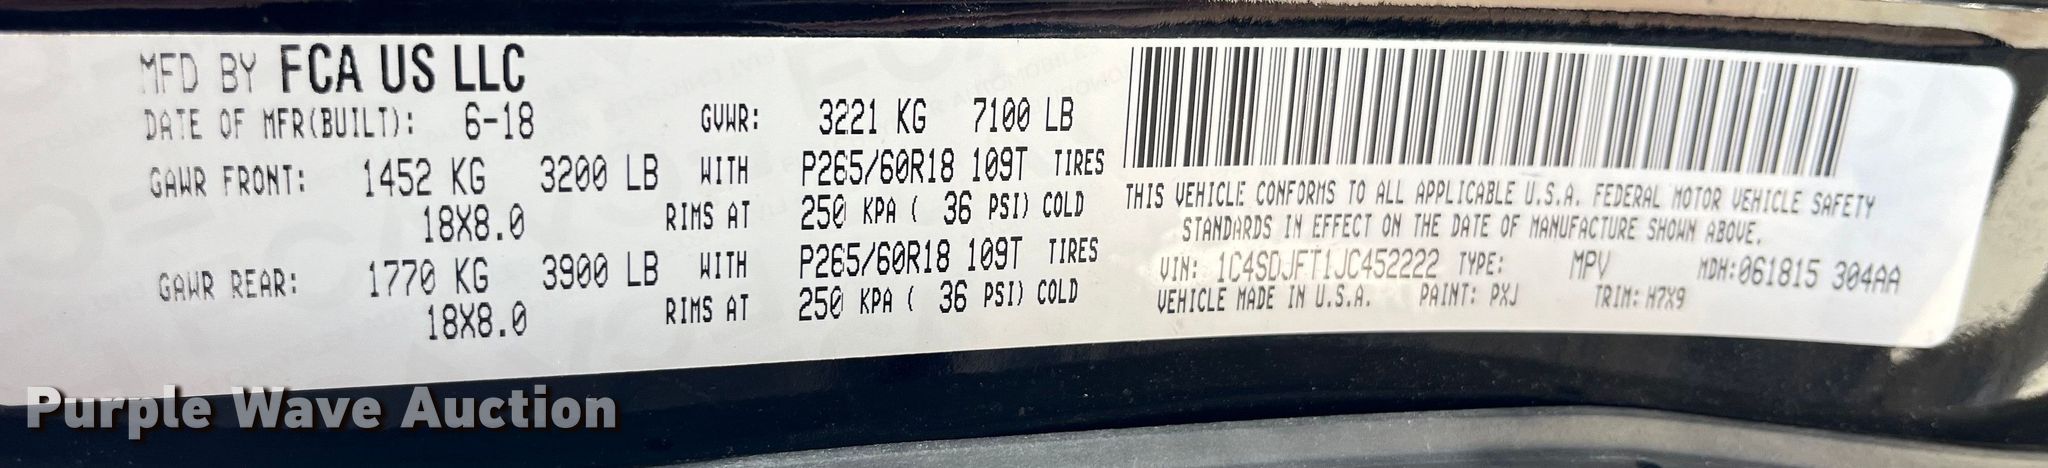 MFD BY FCA US LLC
DATE OF MFR(BUILT): 6-18 GVWR: 3221 KG 7100 LB
GAWR FRONT: 1452 KG 3200 LB WITH P265/60R18 109T TIRES
18X8.0 RIMS AT 250 KPA ( 36 PSI) COLD
GAWR REAR: 1770 KG 3900 LB WITH P265/60R18 109T TIRES
18X8.0 RIMS AT 250 KPA ( 36 PSI) COLD
THIS VEHICLE CONFORMS TO ALL APPLICABLE U.S.A. FEDERAL MOTOR VEHICLE SAFETY
STANDARDS IN EFFECT ON THE DATE OF MANUFACTURE SHOWN ABOVE.
VIN: 1C4SDJFT1JC452222 TYPE: MPV MDH:061815 304AA
VEHICLE MADE IN U.S.A. PAINT: PXJ TRIM: H7X9
Purple Wave Auction